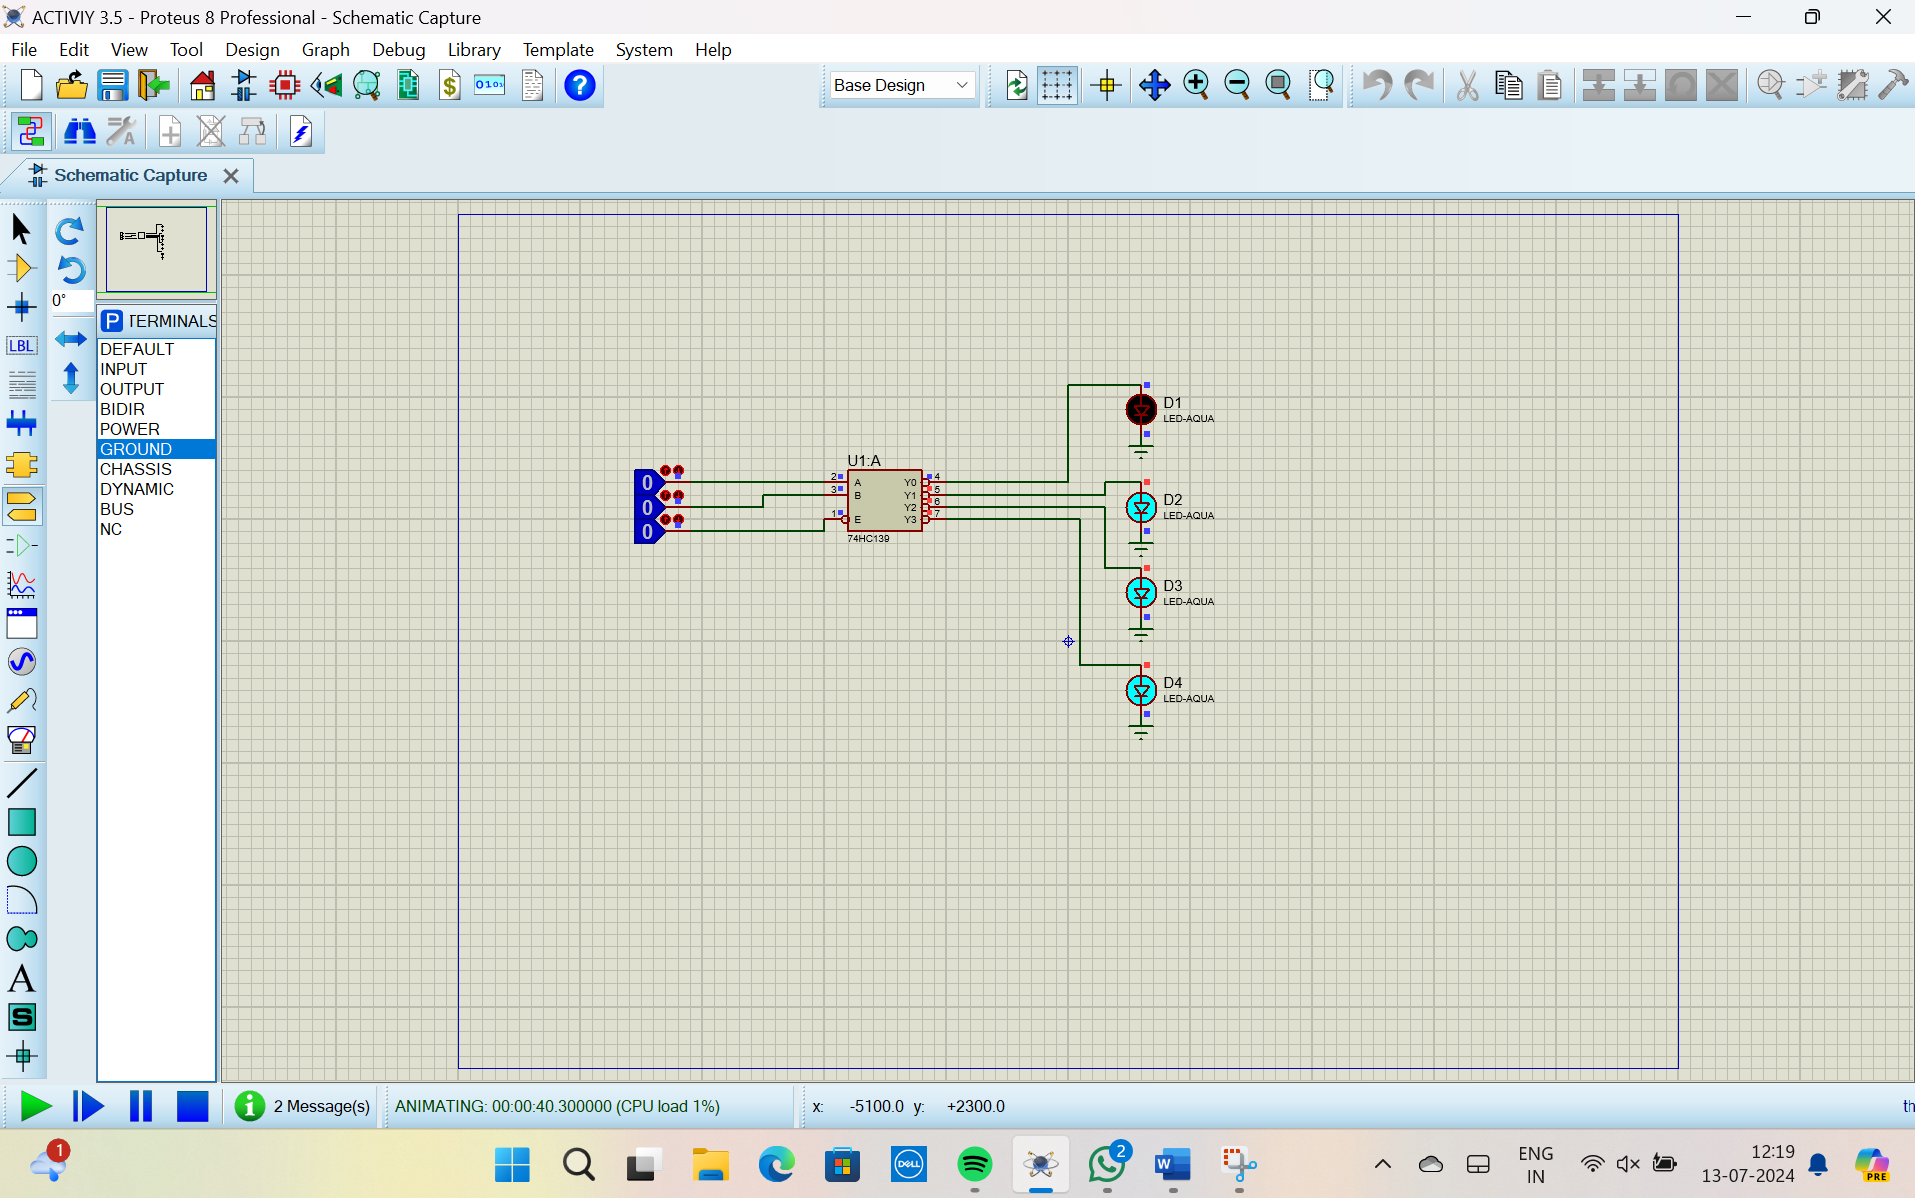 ACTIVIY 3.5 - Proteus 8 Professional - Schematic Capture
File Edit View Tool Design Graph Debug Library Template System Help
Base Design
Schematic Capture
0°
P TERMINALS
LBL
DEFAULT
INPUT
OUTPUT
BIDIR
POWER
GROUND
CHASSIS
DYNAMIC
BUS
NC
A
S
D1
LED-AQUA
U1:A
0
0
0
2
3
1
A
B
E
Y0
Y1
Y2
Y3
4
5
6
7
74HC139
D2
LED-AQUA
D3
LED-AQUA
D4
LED-AQUA
2 Message(s)
ANIMATING: 00:00:40.300000 (CPU load 1%)
x: -5100.0 y: +2300.0
th
1
DELL
2
W
ENG
IN
12:19
13-07-2024
PRE